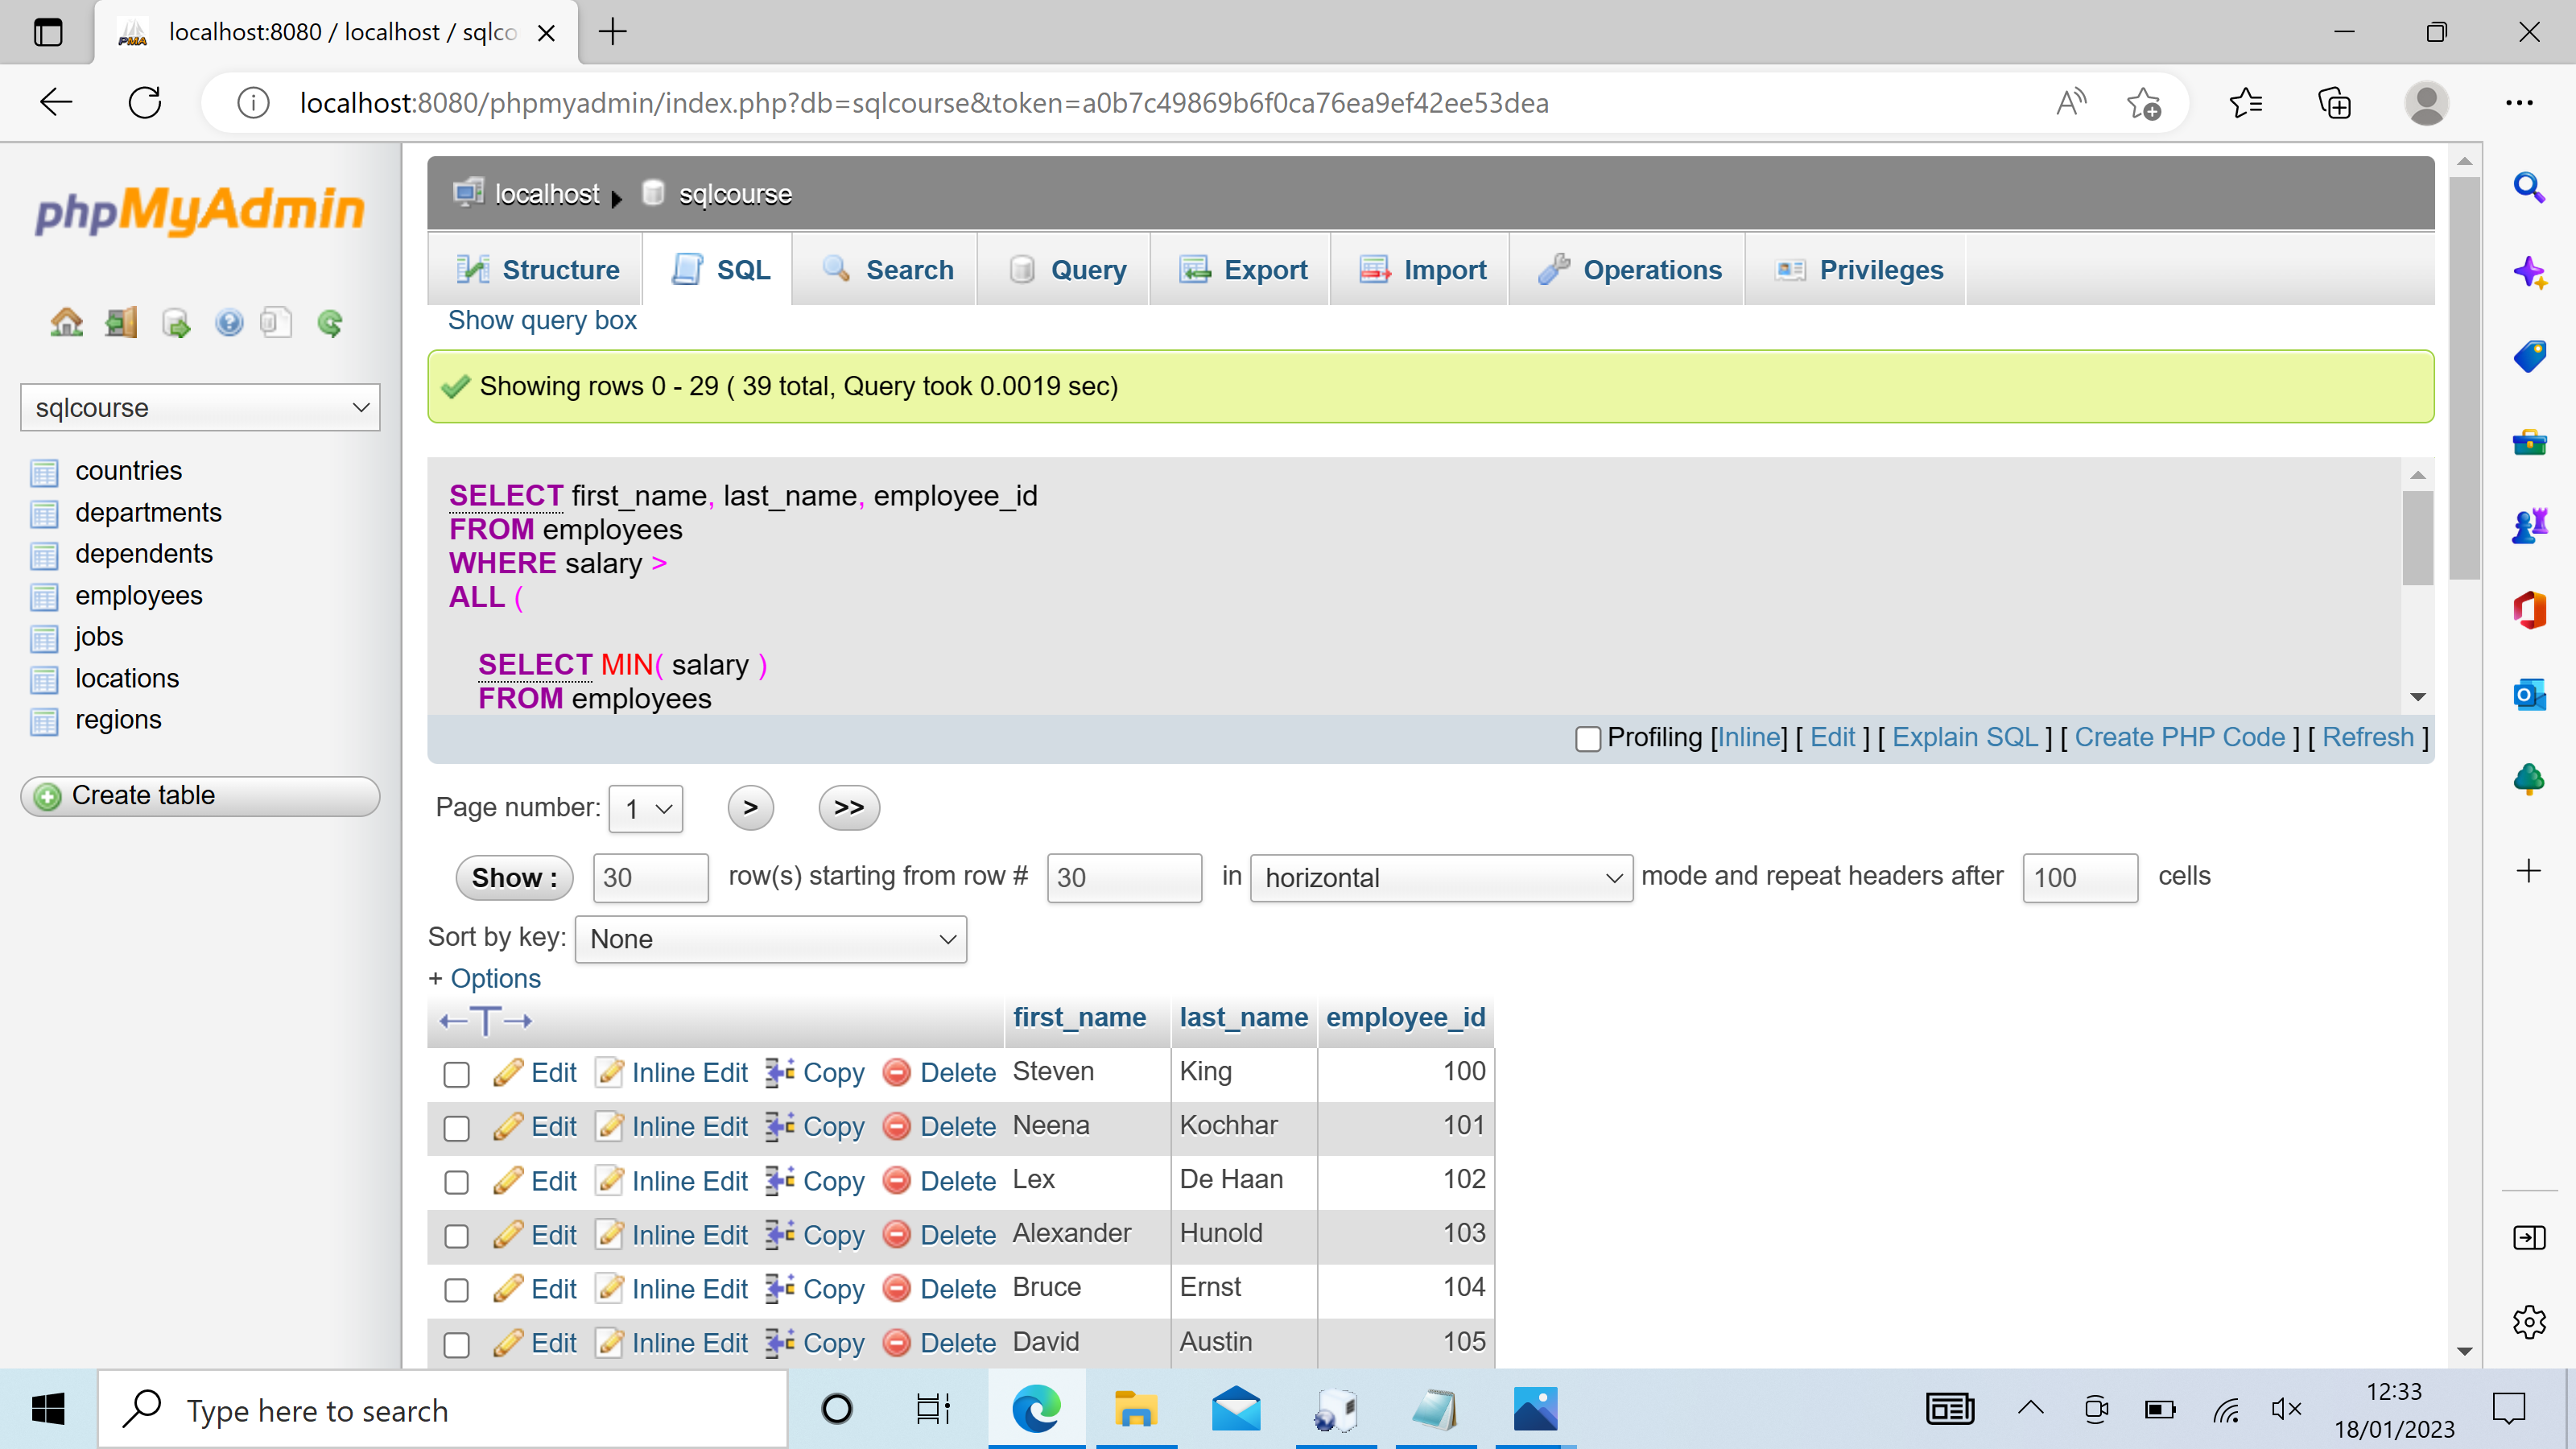 localhost:8080 / localhost / sqlco
localhost:8080/phpmyadmin/index.php?db=sqlcourse&token=a0b7c49869b6f0ca76ea9ef42ee53dea
phpMyAdmin
sqlcourse
countries
departments
dependents
employees
jobs
locations
regions
Create table
localhost sqlcourse
Structure SQL Search Query Export Import Operations Privileges
Show query box
Showing rows 0 - 29 ( 39 total, Query took 0.0019 sec)
SELECT first_name, last_name, employee_id
FROM employees
WHERE salary >
ALL (
SELECT MIN( salary )
FROM employees
Profiling [Inline] [ Edit ] [ Explain SQL ] [ Create PHP Code ] [ Refresh ]
Page number: 1 > >>
Show : 30 row(s) starting from row # 30 in horizontal mode and repeat headers after 100 cells
Sort by key: None
+ Options
←T→ first_name last_name employee_id
Edit Inline Edit Copy Delete Steven King 100
Edit Inline Edit Copy Delete Neena Kochhar 101
Edit Inline Edit Copy Delete Lex De Haan 102
Edit Inline Edit Copy Delete Alexander Hunold 103
Edit Inline Edit Copy Delete Bruce Ernst 104
Edit Inline Edit Copy Delete David Austin 105
Type here to search
12:33
18/01/2023